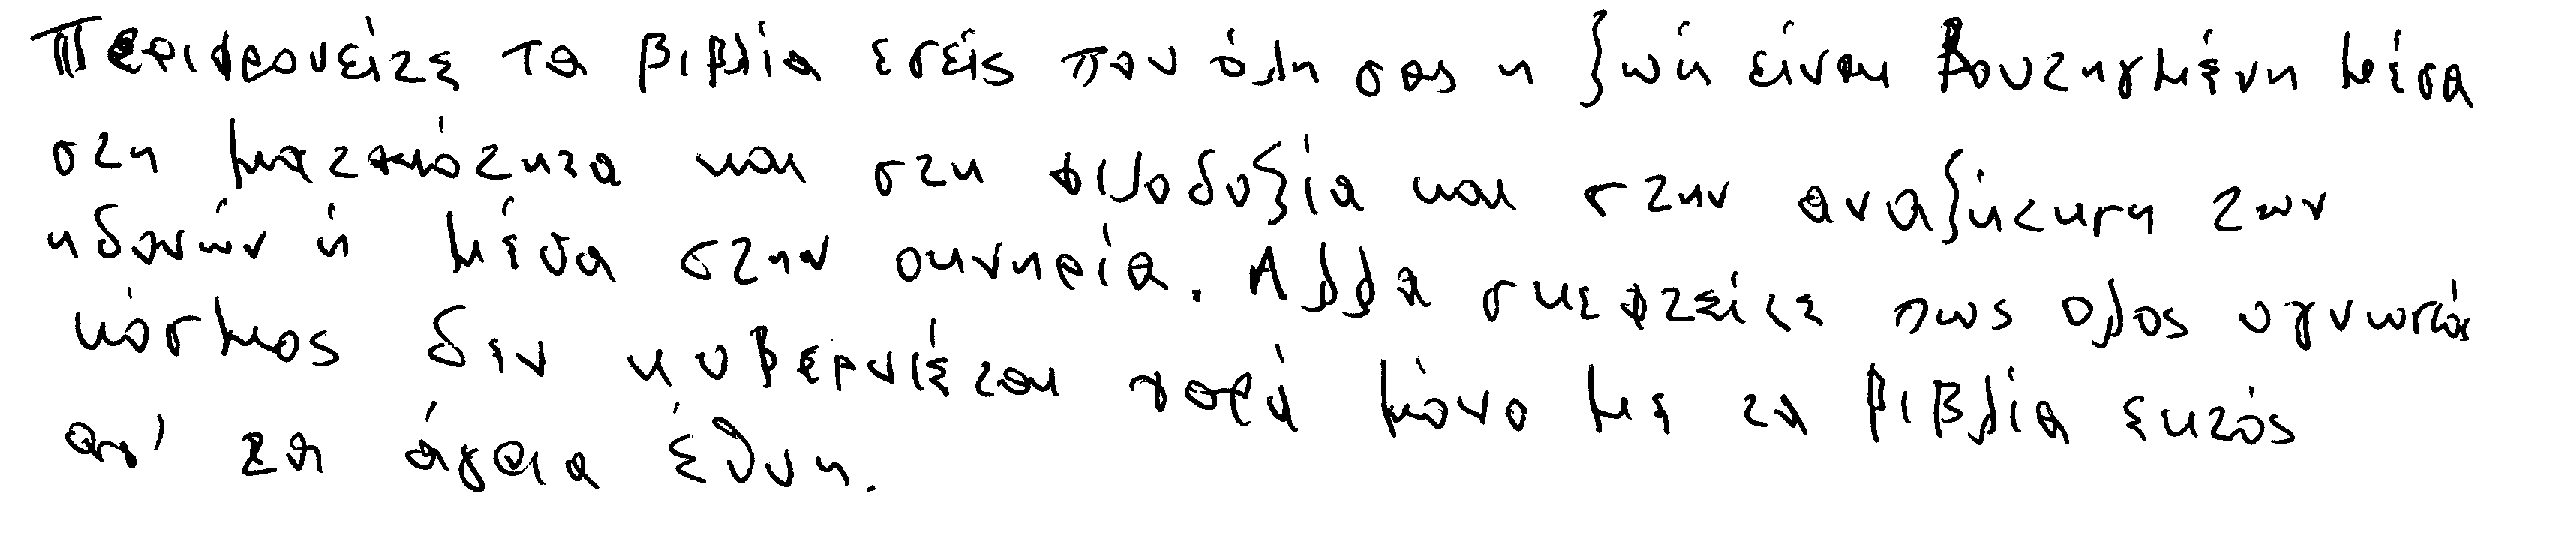 Περιφρονείτε τα βιβλία εσείς που όλη σας η ζωή είναι βουτηγμένη μέσα
στη ματαιότητα και στη φιλοδοξία και στην αναζήτηση των
ηδονών ή μέσα στην οκνηρία. Αλλά σκεφτείτε πως όλος ο γνωστός
κόσμος δεν κυβερνιέται παρά μόνο με τα βιβλία εκτός
απ' τα άγρια έθνη.